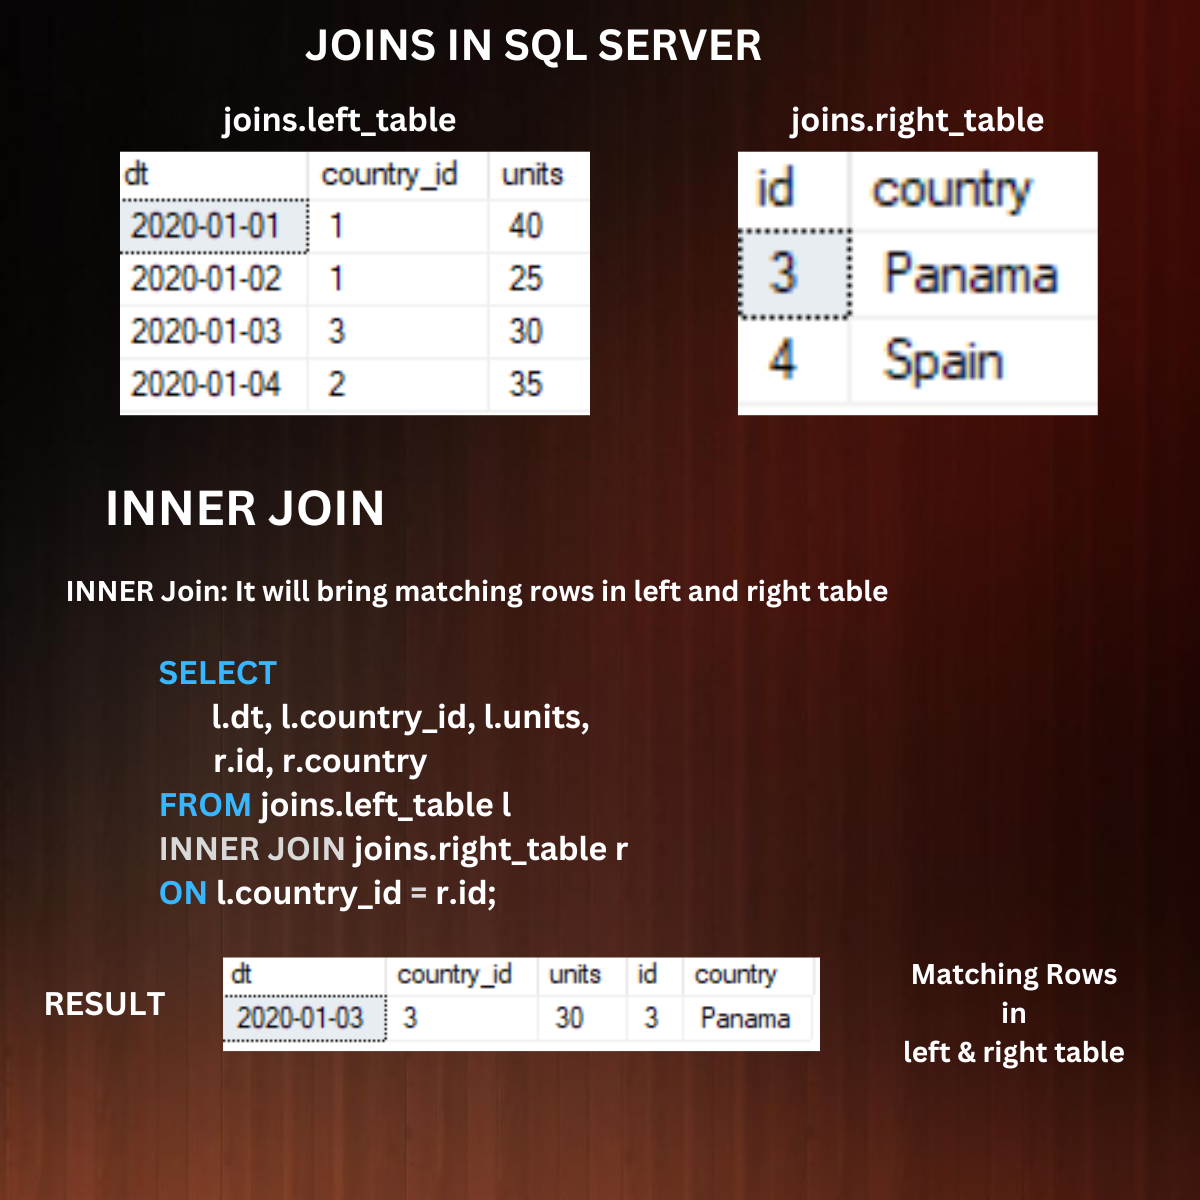 JOINS IN SQL SERVER
joins.left_table
dt country_id units
2020-01-01 1 40
2020-01-02 1 25
2020-01-03 3 30
2020-01-04 2 35
joins.right_table
id country
3 Panama
4 Spain
INNER JOIN
INNER Join: It will bring matching rows in left and right table
SELECT
l.dt, l.country_id, l.units,
r.id, r.country
FROM joins.left_table l
INNER JOIN joins.right_table r
ON l.country_id = r.id;
RESULT
dt country_id units id country
2020-01-03 3 30 3 Panama
Matching Rows
in
left & right table